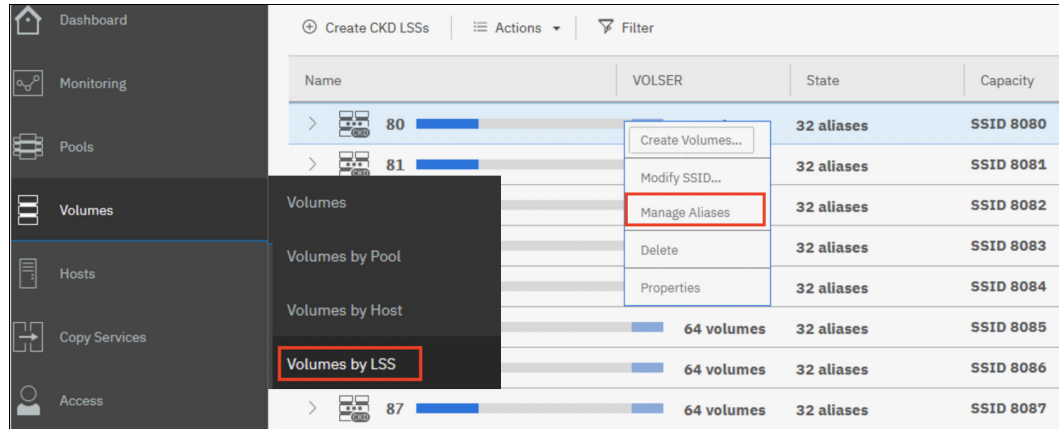 Dashboard
Monitoring
Pools
Volumes
Hosts
Copy Services
Access
Volumes
Volumes by Pool
Volumes by Host
Volumes by LSS
Create CKD LSSs Actions Filter
Name VOLSER State Capacity
CKD 80 32 aliases SSID 8080
CKD 81 32 aliases SSID 8081
32 aliases SSID 8082
32 aliases SSID 8083
32 aliases SSID 8084
64 volumes 32 aliases SSID 8085
64 volumes 32 aliases SSID 8086
CKD 87 64 volumes 32 aliases SSID 8087
Create Volumes...
Modify SSID...
Manage Aliases
Delete
Properties